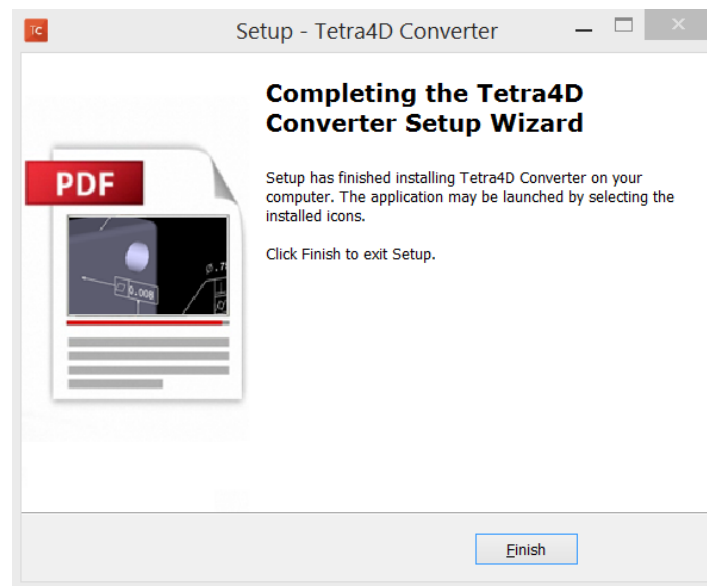 TC
Setup - Tetra4D Converter
Completing the Tetra4D
Converter Setup Wizard
Setup has finished installing Tetra4D Converter on your
computer. The application may be launched by selecting the
installed icons.
Click Finish to exit Setup.
PDF
0.008
Finish